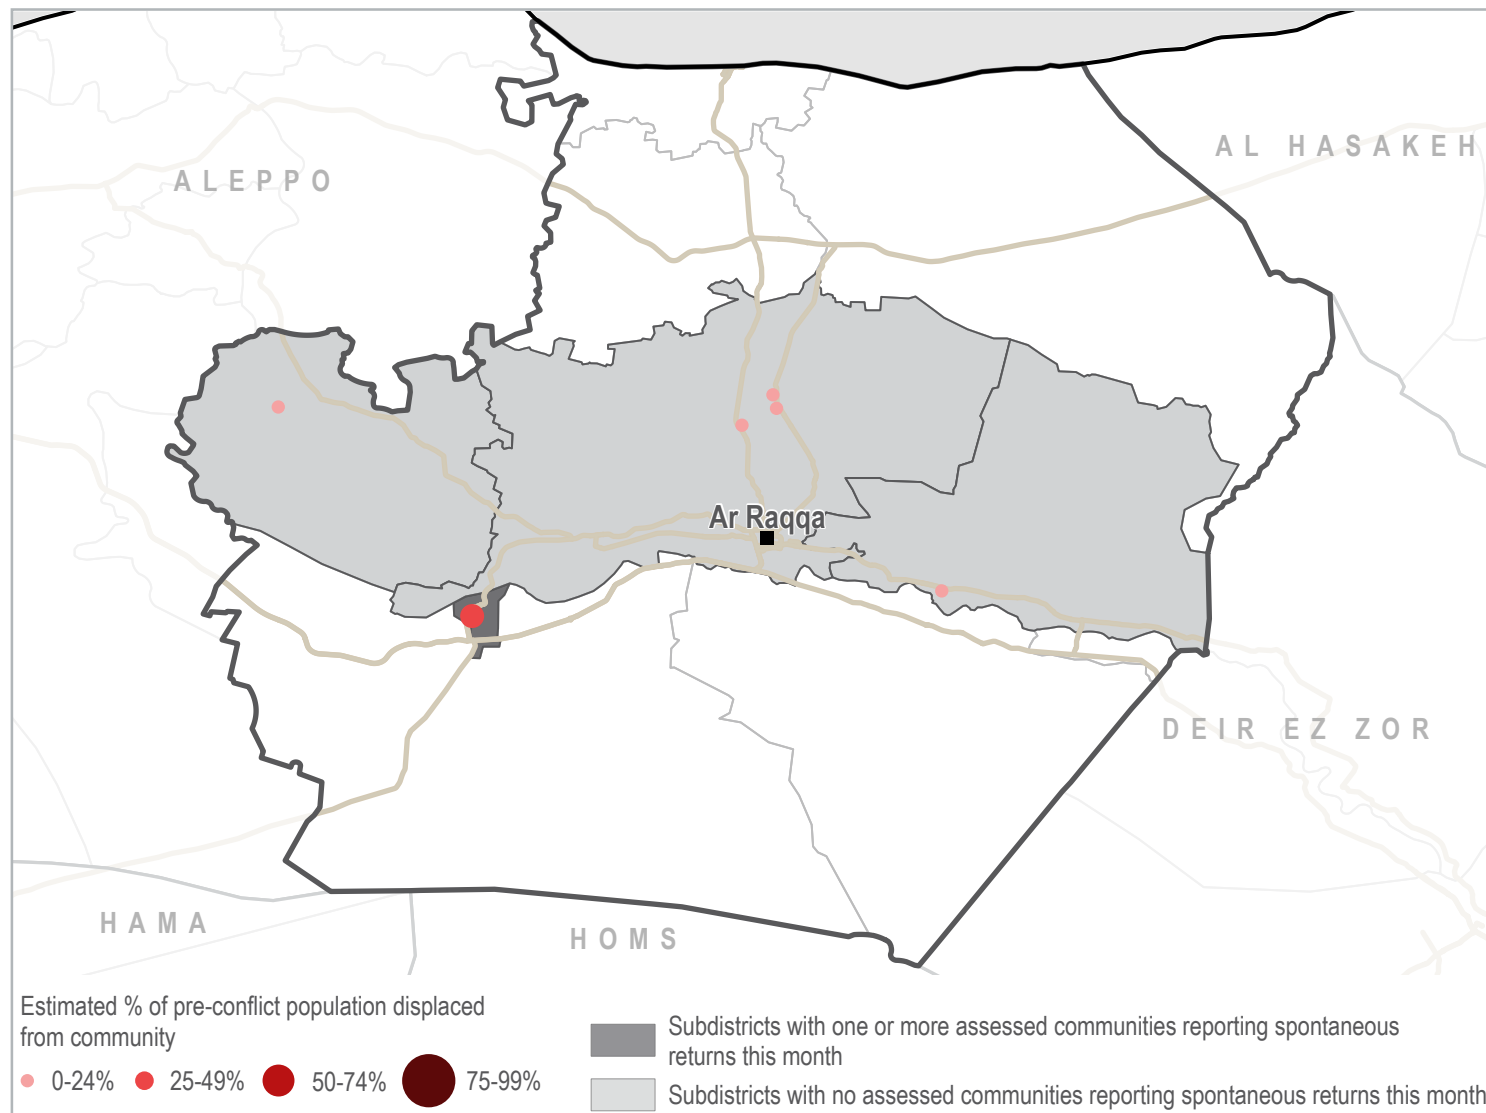 ALEPPO
AL HASAKEH
Ar Raqqa
DEIR EZ ZOR
HAMA
HOMS
Estimated % of pre-conflict population displaced
from community
0-24%
25-49%
50-74%
75-99%
Subdistricts with one or more assessed communities reporting spontaneous
returns this month
Subdistricts with no assessed communities reporting spontaneous returns this month